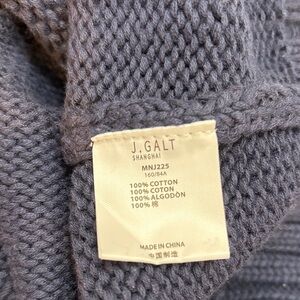 J.GALT
SHANGHAI
MNJ225
160/84A
100% COTTON
100% COTON
100% ALGODÓN
100% 棉
MADE IN CHINA
中国制造